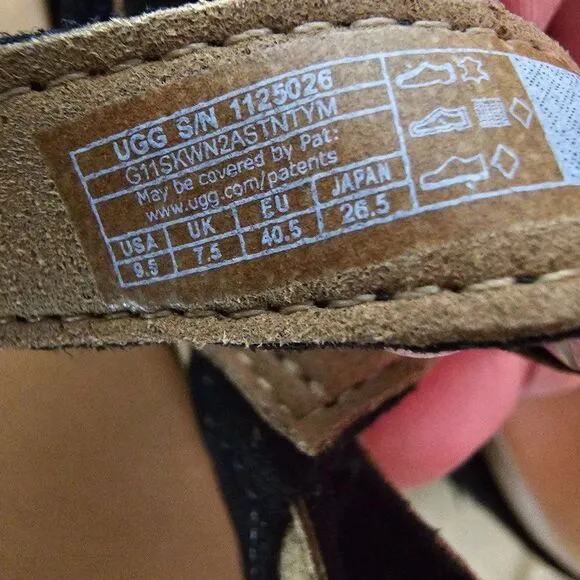 UGG S/N 1125026
G11SKWN2ASTNTYM
May be covered by Pat:
www.ugg.com/patents
USA UK EU JAPAN
9.5 7.5 40.5 26.5